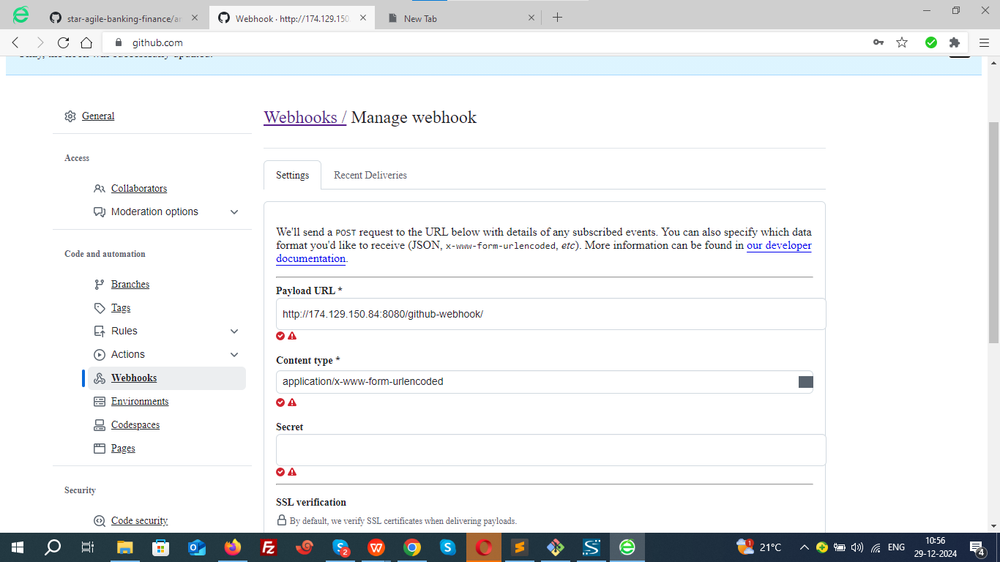 star-agile-banking-finance/an
Webhook · http://174.129.150
New Tab
github.com
General
Webhooks / Manage webhook
Access
Settings
Recent Deliveries
Collaborators
Moderation options
We'll send a POST request to the URL below with details of any subscribed events. You can also specify which data
format you'd like to receive (JSON, x-www-form-urlencoded, etc). More information can be found in our developer
documentation.
Code and automation
Branches
Tags
Rules
Actions
Webhooks
Environments
Codespaces
Pages
Payload URL *
http://174.129.150.84:8080/github-webhook/
Content type *
application/x-www-form-urlencoded
Secret
SSL verification
By default, we verify SSL certificates when delivering payloads.
Security
Code security
21°C
ENG
10:56
29-12-2024